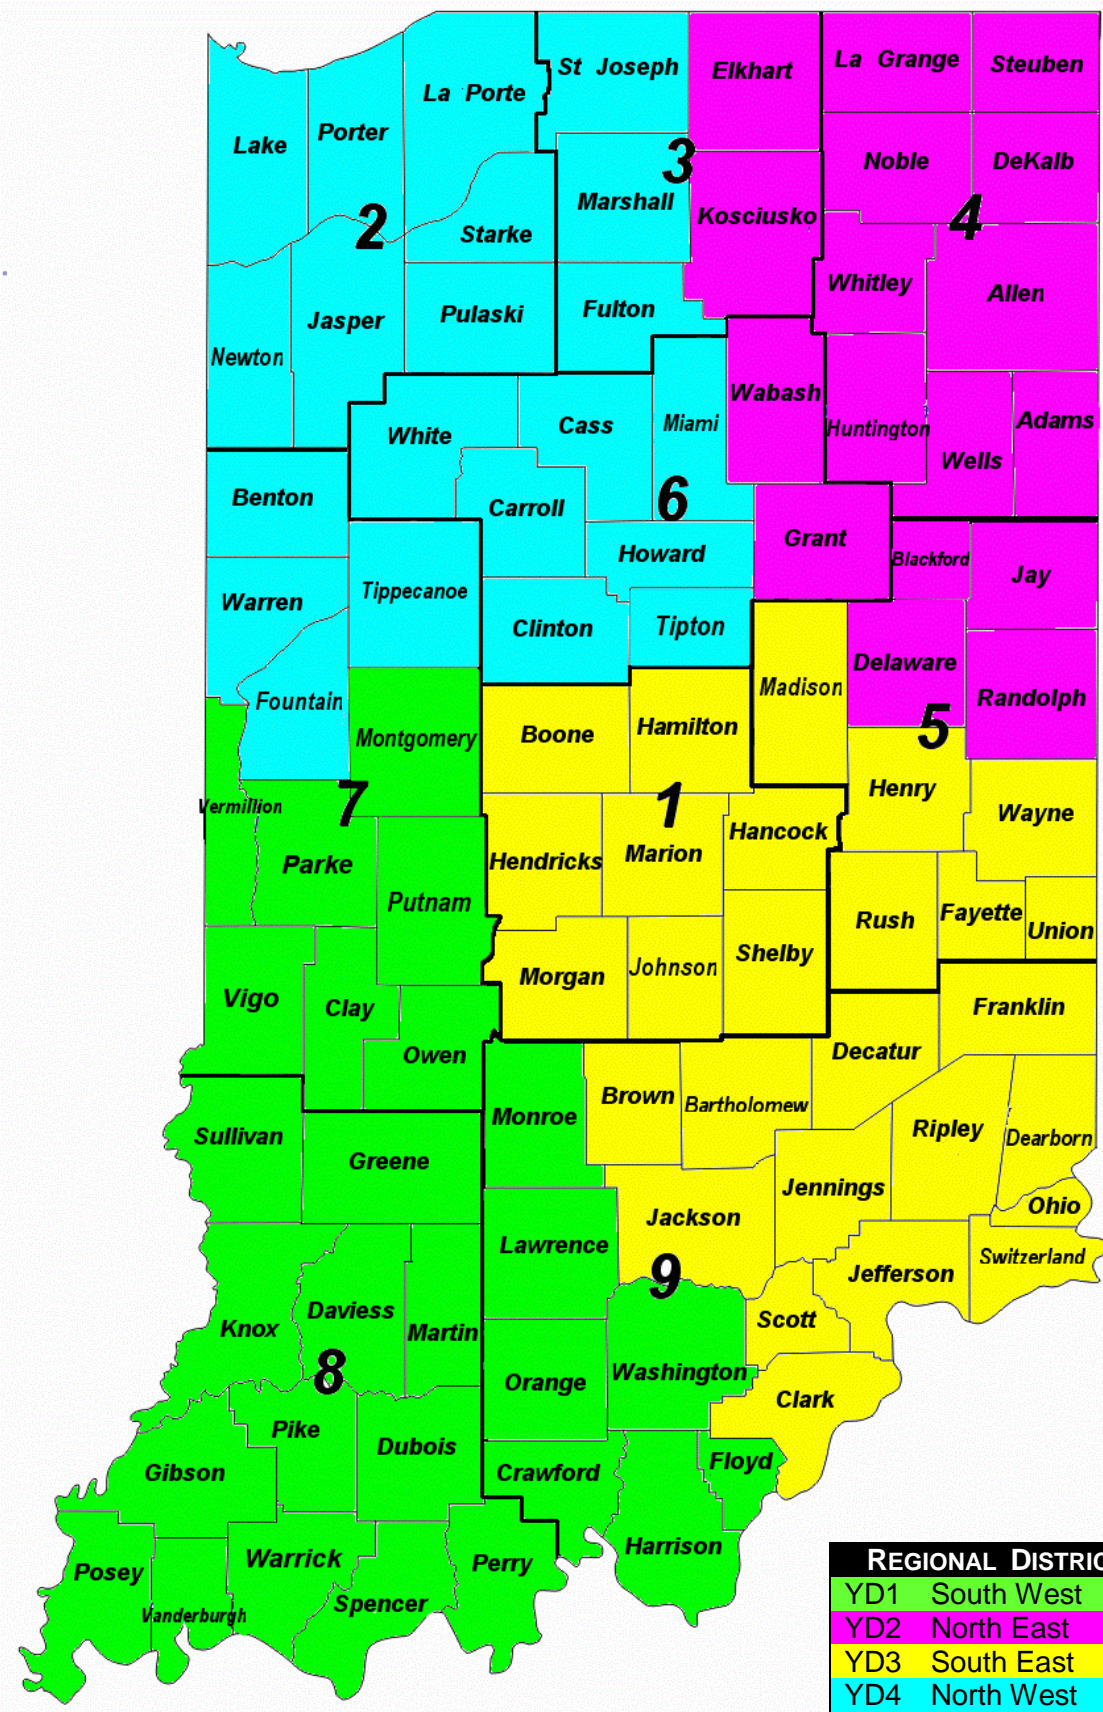 St Joseph
Elkhart
La Grange
Steuben
La Porte
Lake
Porter
3
Noble
DeKalb
Marshall
Kosciusko
4
2
Starke
Whitley
Allen
Jasper
Pulaski
Fulton
Newton
Wabash
Huntington
Adams
White
Cass
Miami
Wells
Benton
Carroll
6
Howard
Grant
Blackford
Jay
Warren
Tippecanoe
Clinton
Tipton
Delaware
Fountain
Madison
Randolph
Montgomery
Boone
Hamilton
5
Henry
Vermillion
7
1
Wayne
Parke
Hendricks
Marion
Hancock
Putnam
Rush
Fayette
Union
Vigo
Clay
Morgan
Johnson
Shelby
Franklin
Owen
Decatur
Monroe
Brown
Bartholomew
Sullivan
Greene
Ripley
Dearborn
Jennings
Ohio
Lawrence
Jackson
Switzerland
9
Jefferson
Daviess
Knox
Martin
Scott
8
Orange
Washington
Clark
Pike
Dubois
Gibson
Crawford
Floyd
Posey
Warrick
Perry
Harrison
Vanderburgh
Spencer
REGIONAL DISTRIC
YD1 South West
YD2 North East
YD3 South East
YD4 North West